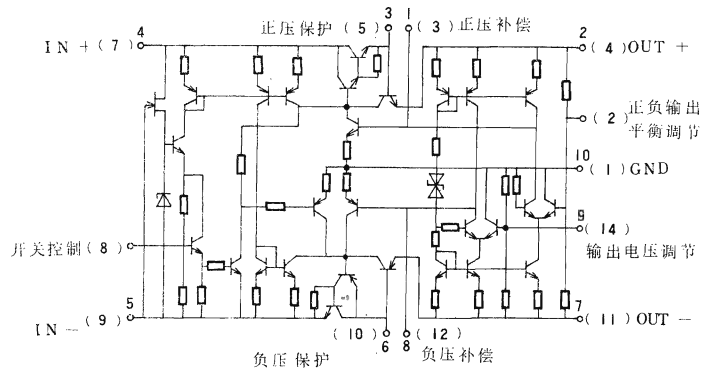 正压保护 (5) 3 1 (3) 正压补偿
IN + (7) 4
2 (4) OUT +
(2) 正负输出
平衡调节
10
(1) GND
9
(14)
输出电压调节
开关控制 (8)
5
IN — (9)
7
(11) OUT —
(10) 6 8 (12)
负压保护 负压补偿